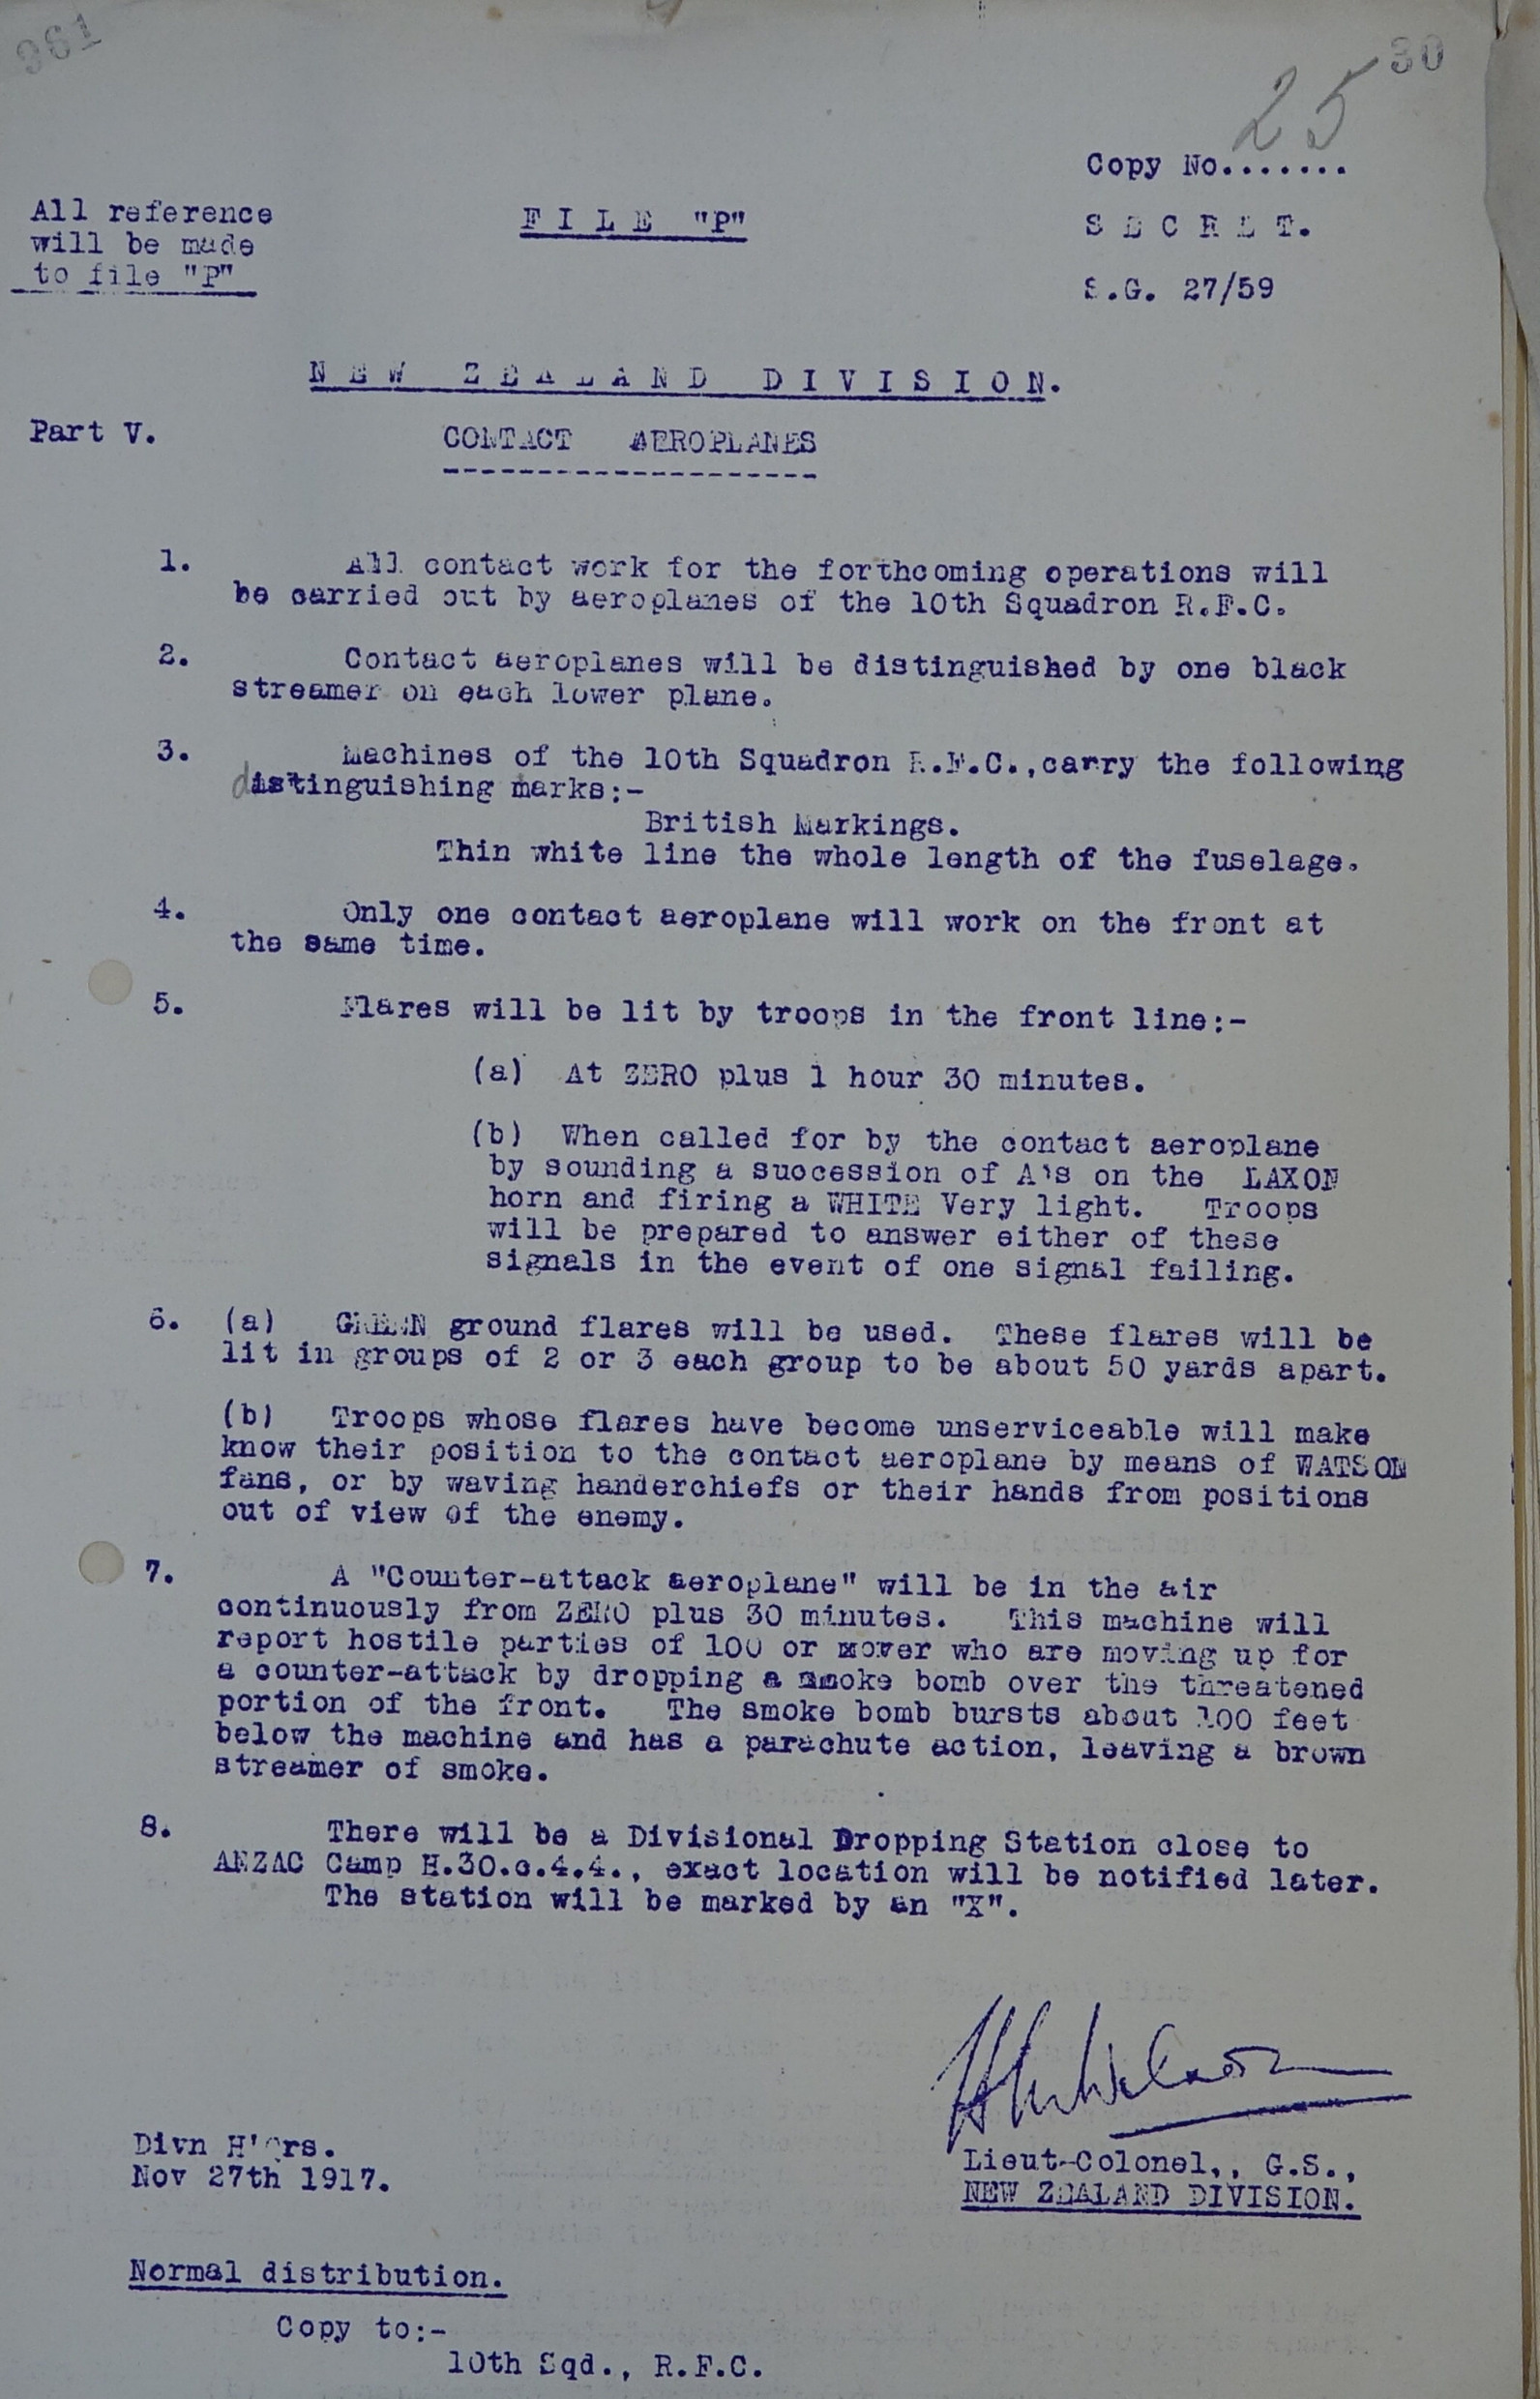 961
30
25
Copy No.......
All reference
will be made
to file "P"
F I L E "P"
S E C R E T.
S.G. 27/59
N E W Z E A L A N D D I V I S I O N.
Part V.
CONTACT AEROPLANES
--------------------
1. All contact work for the forthcoming operations will
be carried out by aeroplanes of the 10th Squadron R.F.C.
2. Contact aeroplanes will be distinguished by one black
streamer on each lower plane.
3. Machines of the 10th Squadron R.F.C.,carry the following
distinguishing marks:-
British Markings.
Thin white line the whole length of the fuselage.
4. Only one contact aeroplane will work on the front at
the same time.
5. Flares will be lit by troops in the front line:-
(a) At ZERO plus 1 hour 30 minutes.
(b) When called for by the contact aeroplane
by sounding a succession of A's on the LAXON
horn and firing a WHITE Very light. Troops
will be prepared to answer either of these
signals in the event of one signal failing.
6. (a) GREEN ground flares will be used. These flares will be
lit in groups of 2 or 3 each group to be about 50 yards apart.
(b) Troops whose flares have become unserviceable will make
know their position to the contact aeroplane by means of WATSON
fans, or by waving handerchiefs or their hands from positions
out of view of the enemy.
7. A "Counter-attack aeroplane" will be in the air
continuously from ZERO plus 30 minutes. This machine will
report hostile parties of 100 or mover who are moving up for
a counter-attack by dropping a smoke bomb over the threatened
portion of the front. The smoke bomb bursts about 100 feet
below the machine and has a parachute action, leaving a brown
streamer of smoke.
8. There will be a Divisional Dropping Station close to
ANZAC Camp H.30.c.4.4., exact location will be notified later.
The station will be marked by an "X".
Divn H'Qrs.
Nov 27th 1917.
Lieut-Colonel,, G.S.,
NEW ZEALAND DIVISION.
Normal distribution.
Copy to:-
10th Sqd., R.F.C.